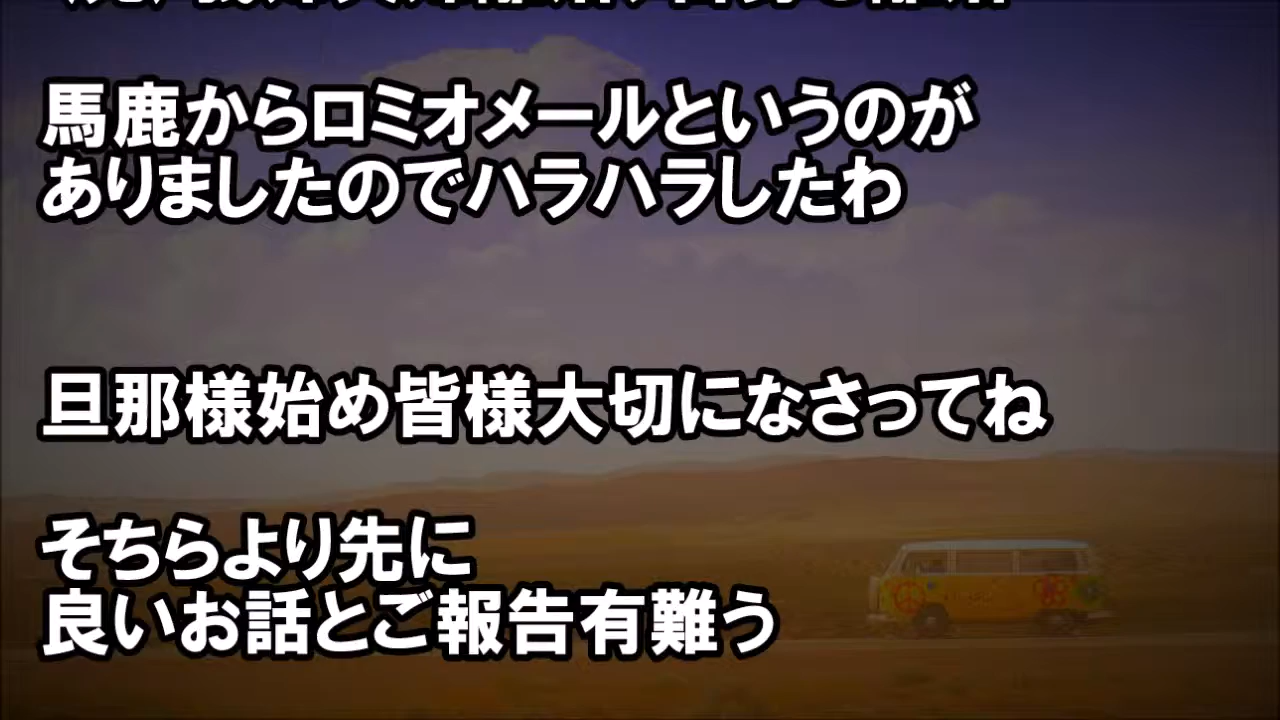 馬鹿からロミオメールというのが
ありましたのでハラハラしたわ
旦那様始め皆様大切になさってね
そちらより先に
良いお話とご報告有難う